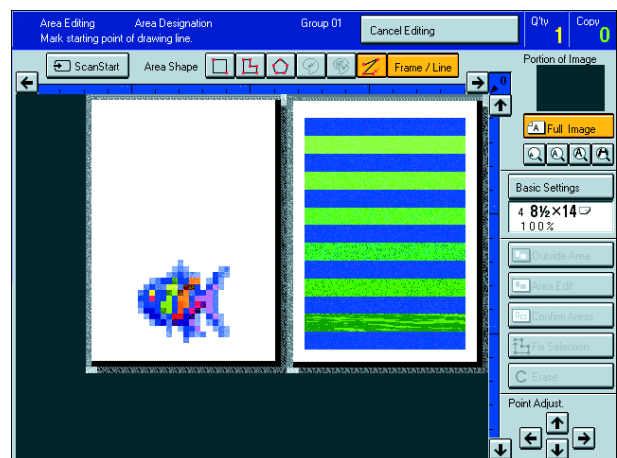 Area Editing Area Designation Group 01 Cancel Editing Q'ty 1 Copy 0
Mark starting point of drawing line.
ScanStart Area Shape Frame / Line Portion of Image
0
A Full Image
A A A
Basic Settings
4 8½×14
100%
Outside Area
Area Edit
Confirm Areas
Fix Selection
C Erase
Point Adjust.